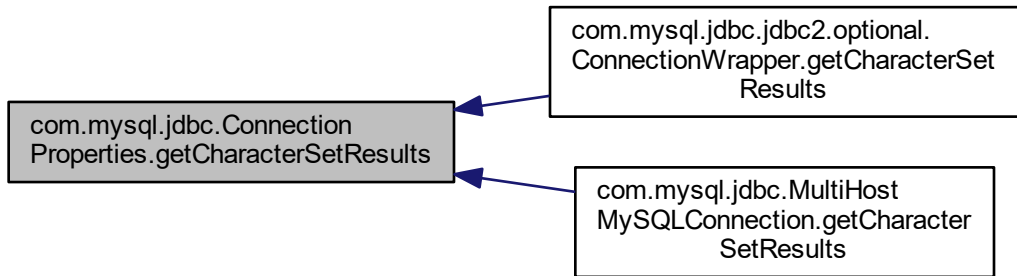 com.mysql.jdbc.jdbc2.optional.
ConnectionWrapper.getCharacterSet
Results
com.mysql.jdbc.Connection
Properties.getCharacterSetResults
com.mysql.jdbc.MultiHost
MySQLConnection.getCharacter
SetResults